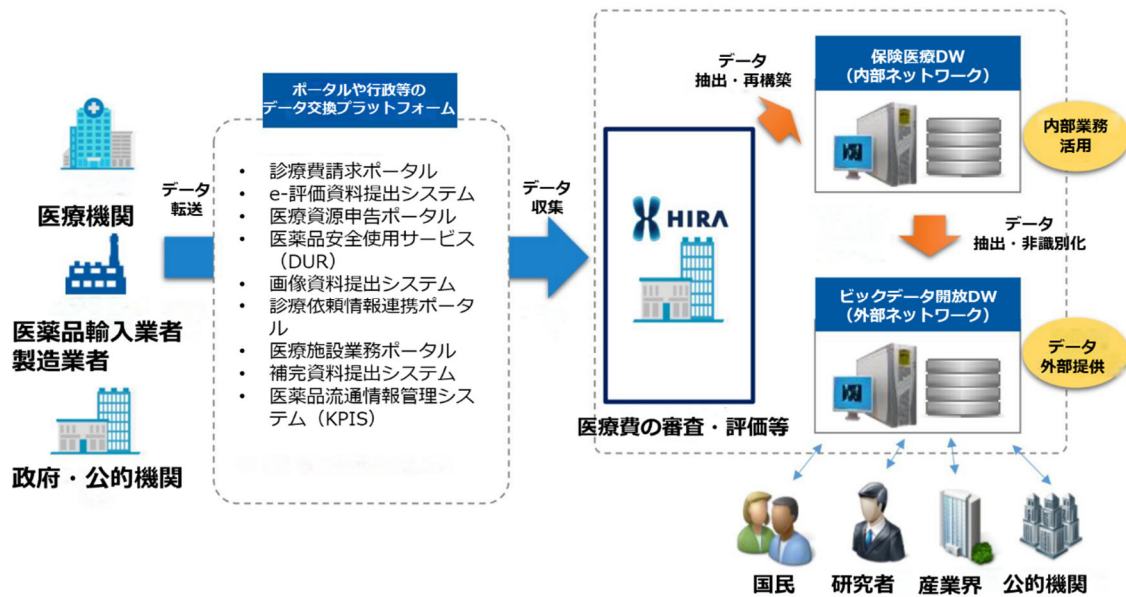 医療機関
医薬品輸入業者
製造業者
政府・公的機関
データ
転送
ポータルや行政等の
データ交換プラットフォーム
• 診療費請求ポータル
• e-評価資料提出システム
• 医療資源申告ポータル
• 医薬品安全使用サービス
（DUR）
• 画像資料提出システム
• 診療依頼情報連携ポータ
ル
• 医療施設業務ポータル
• 補完資料提出システム
• 医薬品流通情報管理シス
テム（KPIS）
データ
収集
HIRA
医療費の審査・評価等
データ
抽出・再構築
保険医療DW
（内部ネットワーク）
内部業務
活用
データ
抽出・非識別化
ビックデータ開放DW
（外部ネットワーク）
データ
外部提供
国民
研究者
産業界
公的機関